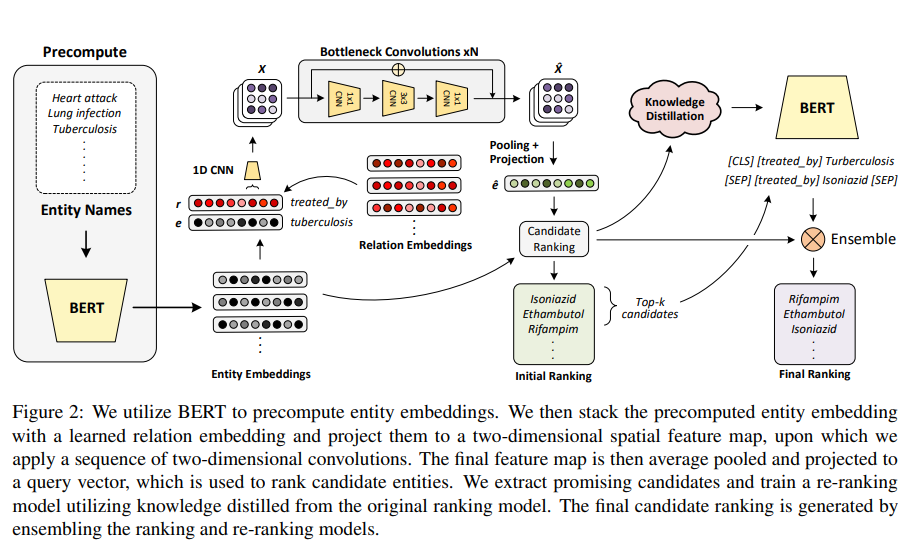 Precompute
Heart attack
Lung infection
Tuberculosis
Entity Names
BERT
Bottleneck Convolutions xN
X
1x1 CNN
3x3 CNN
1x1 CNN
X̂
1D CNN
r
treated_by
e
tuberculosis
Relation Embeddings
Entity Embeddings
Pooling +
Projection
ê
Candidate
Ranking
Isoniazid
Ethambutol
Rifampim
Initial Ranking
Top-k
candidates
Knowledge
Distillation
BERT
[CLS] [treated_by] Turberculosis
[SEP] [treated_by] Isoniazid [SEP]
Ensemble
Rifampim
Ethambutol
Isoniazid
Final Ranking
Figure 2: We utilize BERT to precompute entity embeddings. We then stack the precomputed entity embedding
with a learned relation embedding and project them to a two-dimensional spatial feature map, upon which we
apply a sequence of two-dimensional convolutions. The final feature map is then average pooled and projected to
a query vector, which is used to rank candidate entities. We extract promising candidates and train a re-ranking
model utilizing knowledge distilled from the original ranking model. The final candidate ranking is generated by
ensembling the ranking and re-ranking models.